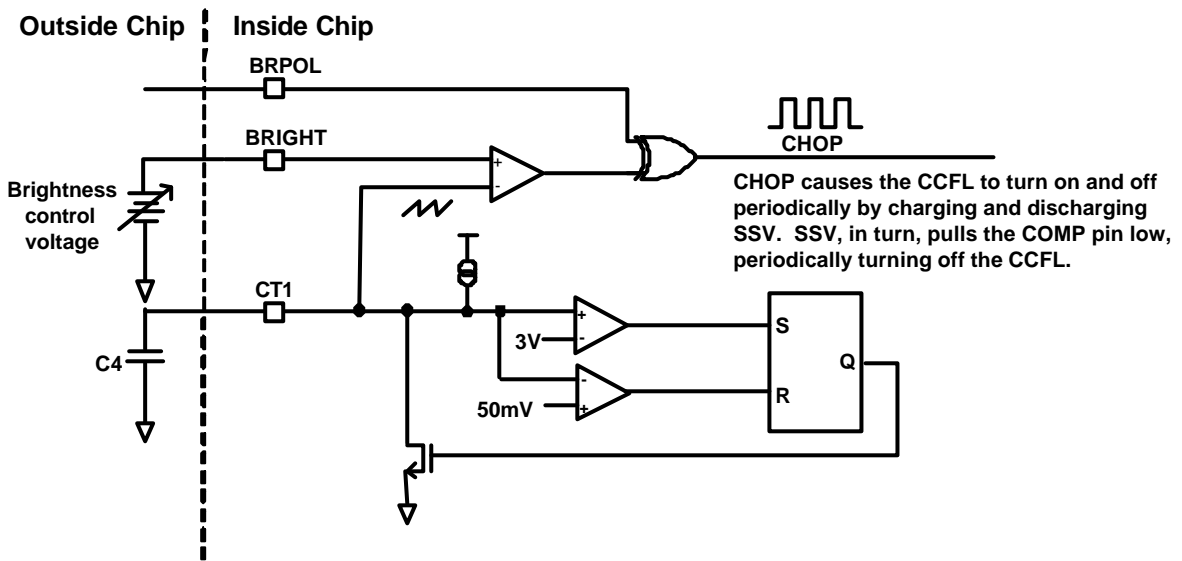 Outside Chip
Inside Chip
BRPOL
BRIGHT
CHOP
Brightness
control
voltage
+
-
CHOP causes the CCFL to turn on and off
periodically by charging and discharging
SSV. SSV, in turn, pulls the COMP pin low,
periodically turning off the CCFL.
CT1
C4
+
3V
-
S
Q
-
R
50mV
+